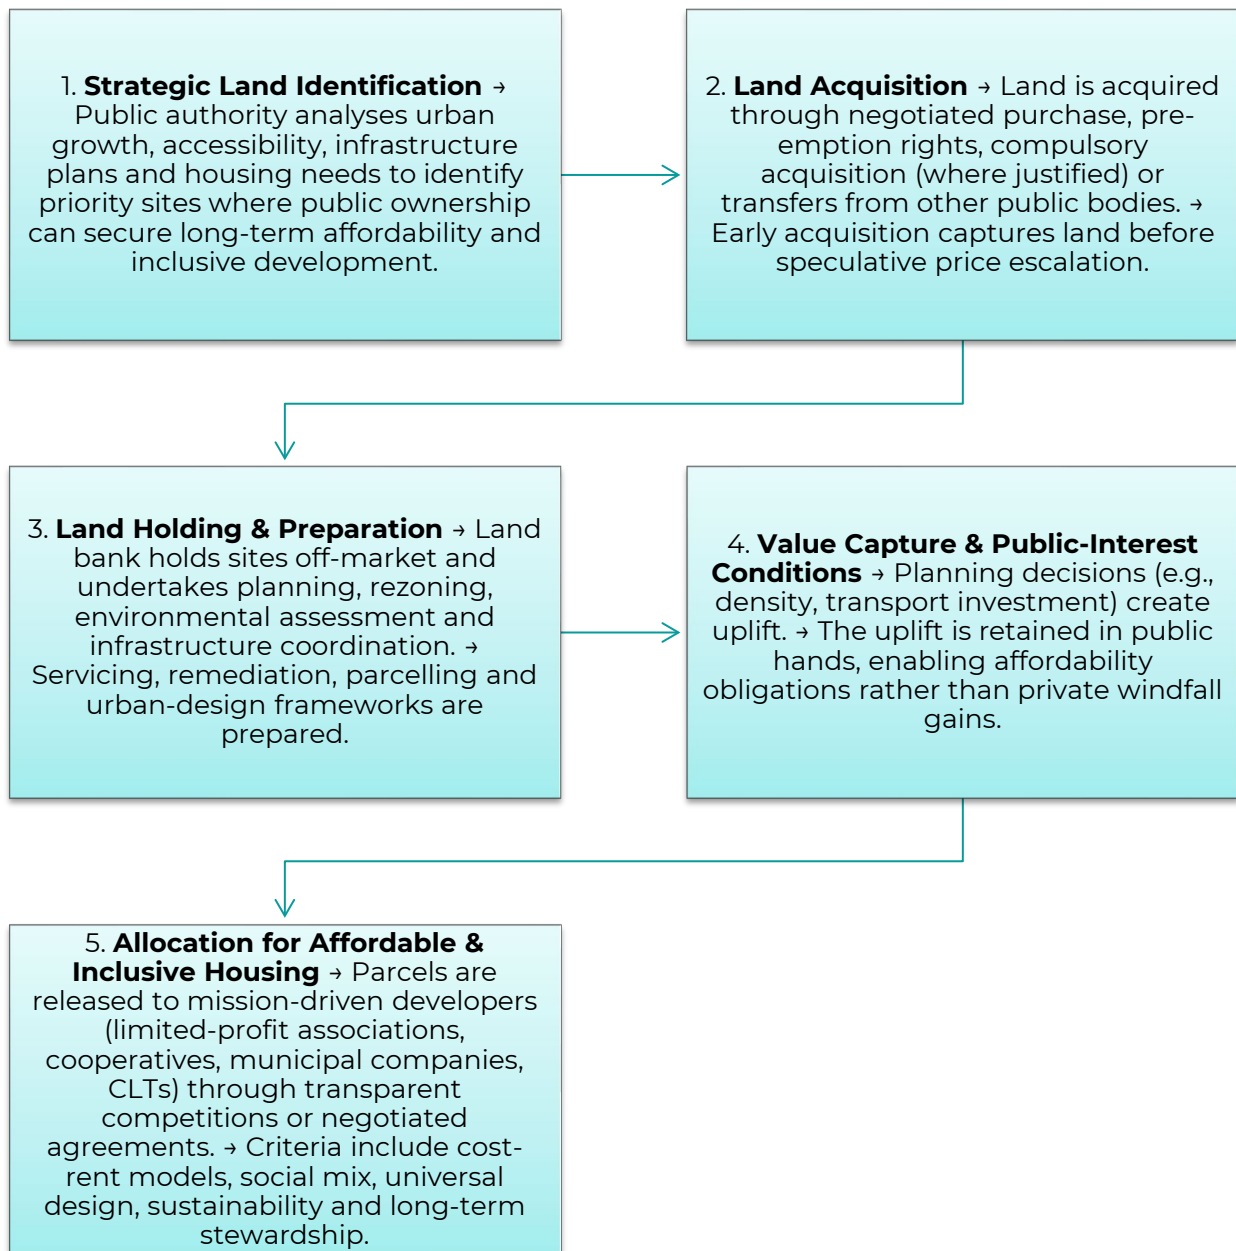 1. Strategic Land Identification →
Public authority analyses urban
growth, accessibility, infrastructure
plans and housing needs to identify
priority sites where public ownership
can secure long-term affordability and
inclusive development.
2. Land Acquisition → Land is acquired
through negotiated purchase, pre-
emption rights, compulsory
acquisition (where justified) or
transfers from other public bodies. →
Early acquisition captures land before
speculative price escalation.
3. Land Holding & Preparation → Land
bank holds sites off-market and
undertakes planning, rezoning,
environmental assessment and
infrastructure coordination. →
Servicing, remediation, parcelling and
urban-design frameworks are
prepared.
4. Value Capture & Public-Interest
Conditions → Planning decisions (e.g.,
density, transport investment) create
uplift. → The uplift is retained in public
hands, enabling affordability
obligations rather than private windfall
gains.
5. Allocation for Affordable &
Inclusive Housing → Parcels are
released to mission-driven developers
(limited-profit associations,
cooperatives, municipal companies,
CLTs) through transparent
competitions or negotiated
agreements. → Criteria include cost-
rent models, social mix, universal
design, sustainability and long-term
stewardship.